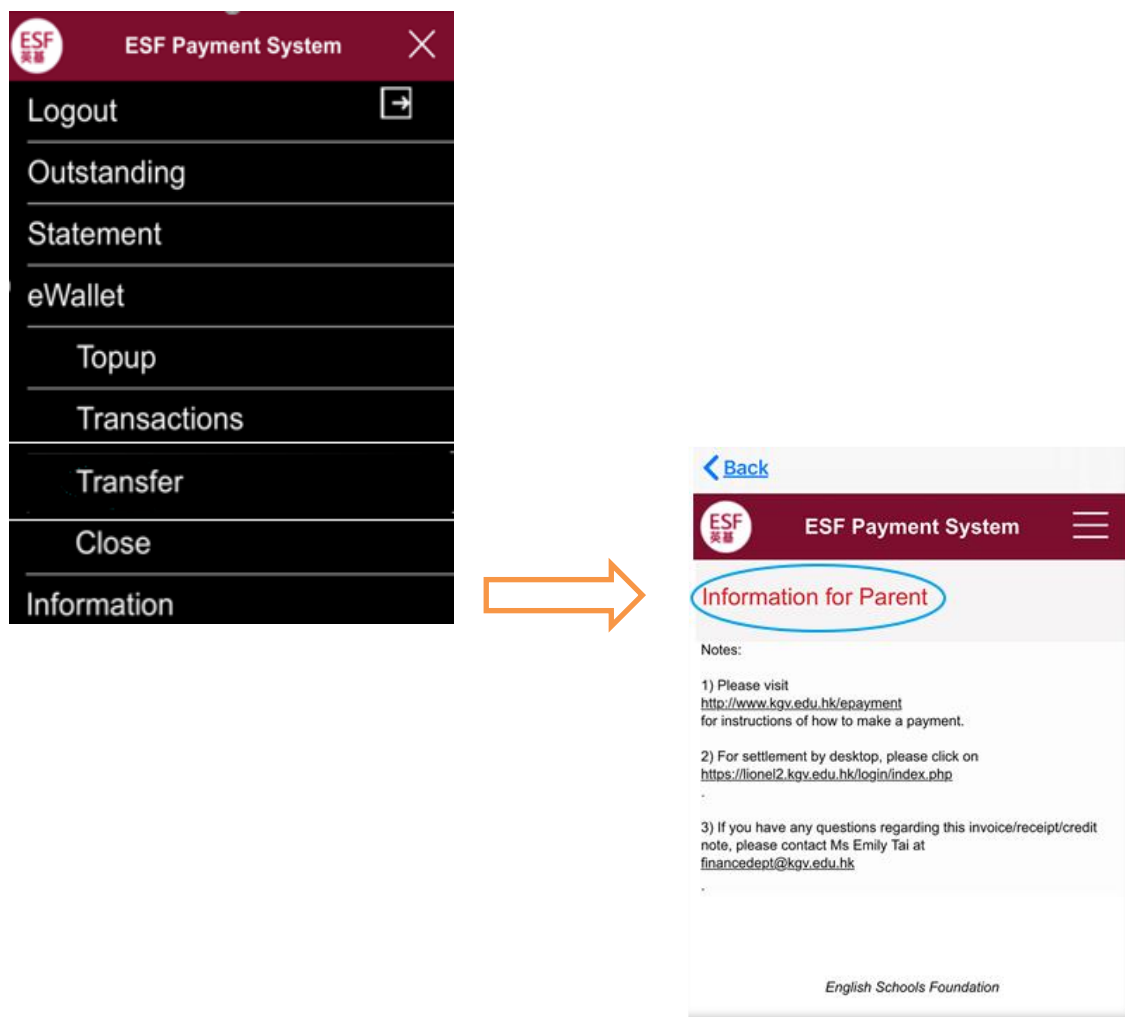 ESF
英基
ESF Payment System
Logout
Outstanding
Statement
eWallet
Topup
Transactions
Transfer
Close
Information
Back
ESF
英基
ESF Payment System
Information for Parent
Notes:
1) Please visit
http://www.kgv.edu.hk/epayment
for instructions of how to make a payment.
2) For settlement by desktop, please click on
https://lionel2.kgv.edu.hk/login/index.php
.
3) If you have any questions regarding this invoice/receipt/credit
note, please contact Ms Emily Tai at
financedept@kgv.edu.hk
.
English Schools Foundation